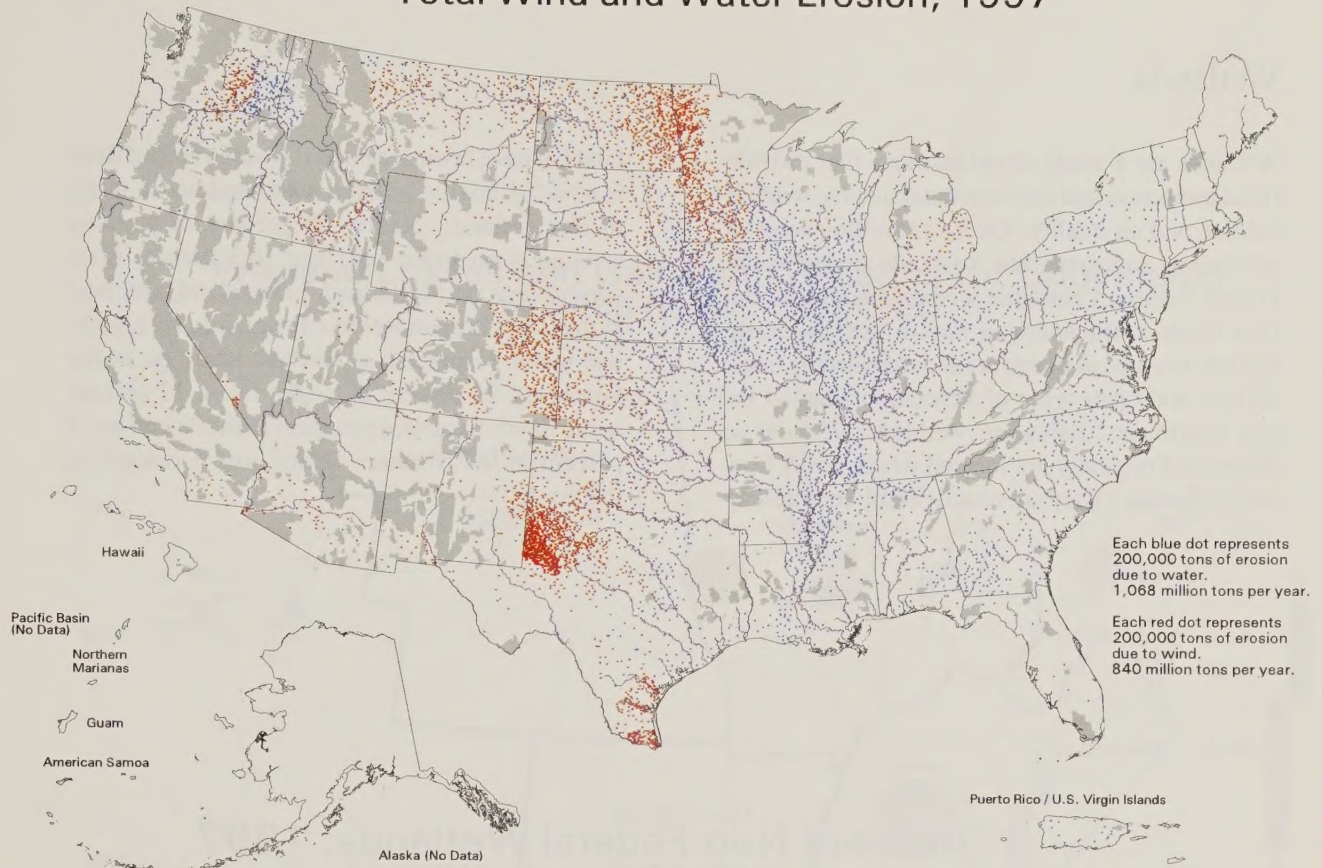 Total Wind and Water Erosion, 1997
Hawaii
Pacific Basin
(No Data)
Northern
Marianas
Guam
American Samoa
Alaska (No Data)
Each blue dot represents
200,000 tons of erosion
due to water.
1,068 million tons per year.
Each red dot represents
200,000 tons of erosion
due to wind.
840 million tons per year.
Puerto Rico / U.S. Virgin Islands